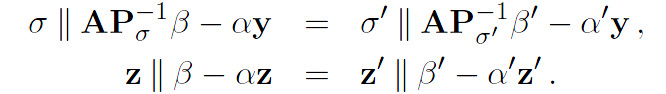 σ ∥ AP_σ^{-1}β − αy = σ′ ∥ AP_{σ′}^{-1}β′ − α′y ,
z ∥ β − αz = z′ ∥ β′ − α′z′ .